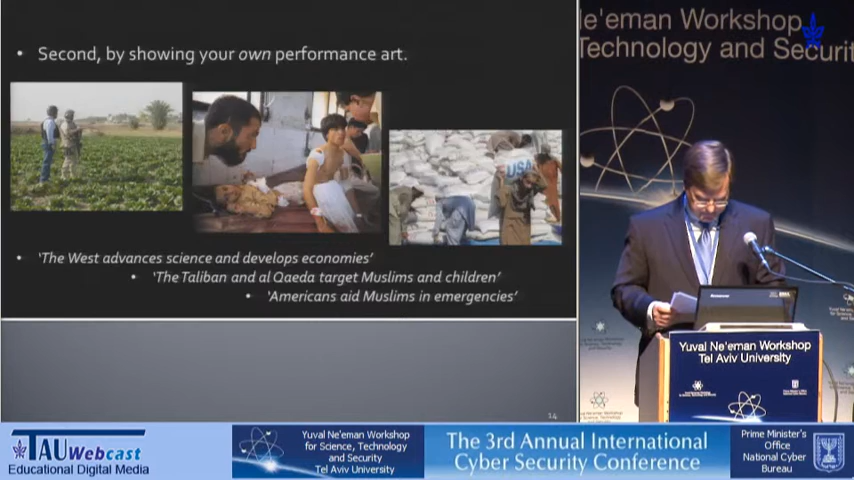 • Second, by showing your own performance art.
USA
• ‘The West advances science and develops economies’
• ‘The Taliban and al Qaeda target Muslims and children’
• ‘Americans aid Muslims in emergencies’
14
le'eman Workshop
Technology and Securit
Yuval Ne'eman Workshop
Tel Aviv University
TAU Webcast
Educational Digital Media
Yuval Ne'eman Workshop
for Science, Technology
and Security
Tel Aviv University
The 3rd Annual International
Cyber Security Conference
Prime Minister's
Office
National Cyber
Bureau